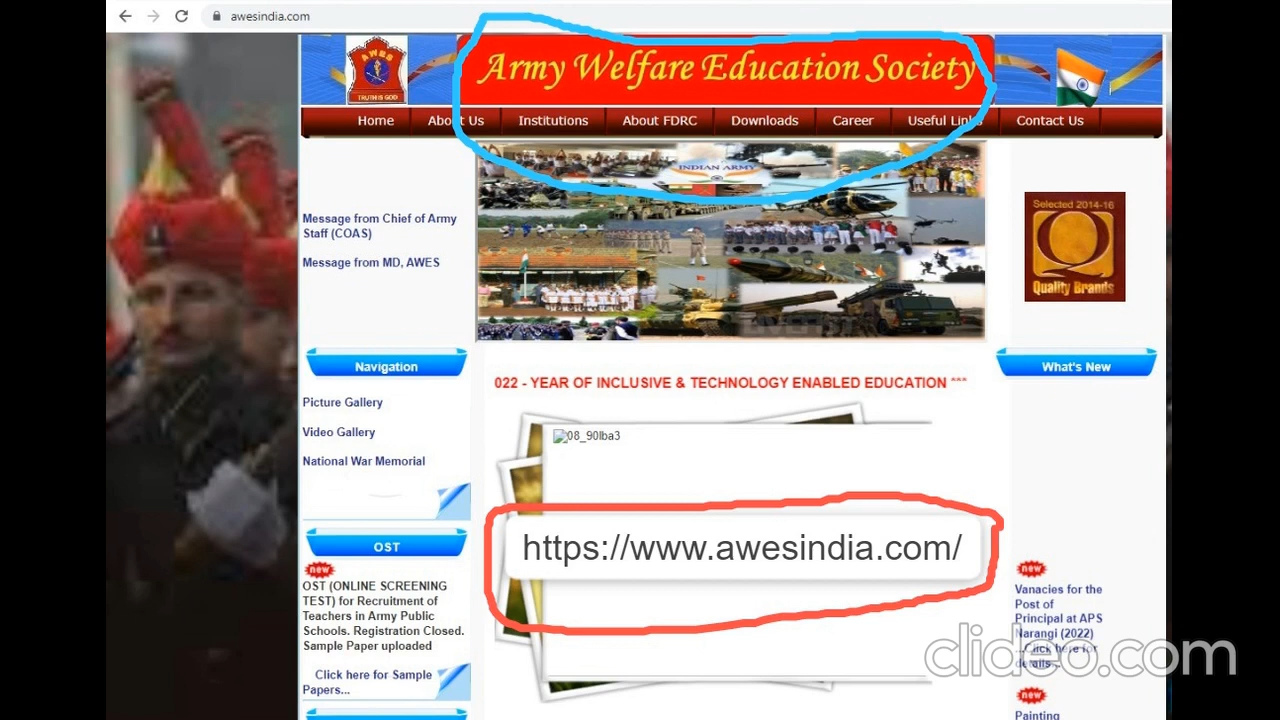 awesindia.com
AWES
TRUTH IS GOD
Army Welfare Education Society
Home About Us Institutions About FDRC Downloads Career Useful Links Contact Us
INDIAN ARMY
Message from Chief of Army
Staff (COAS)
Message from MD, AWES
Selected 2014-16
Q
Quality Brands
Navigation
What's New
022 - YEAR OF INCLUSIVE & TECHNOLOGY ENABLED EDUCATION ***
Picture Gallery
Video Gallery
National War Memorial
08_90lba3
https://www.awesindia.com/
OST
new
OST (ONLINE SCREENING
TEST) for Recruitment of
Teachers in Army Public
Schools. Registration Closed.
Sample Paper uploaded
Click here for Sample
Papers...
new
Vanacies for the
Post of
Principal at APS
Narangi (2022)
...Click here for
details...
new
Painting
clideo.com